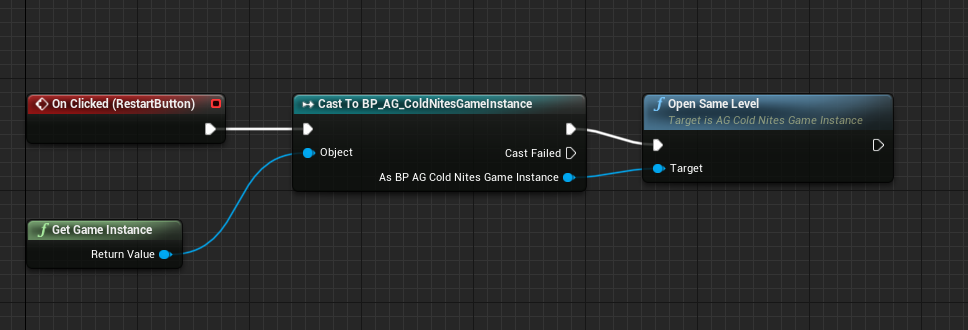 On Clicked (RestartButton)
Cast To BP_AG_ColdNitesGameInstance
Object
Cast Failed
As BP AG Cold Nites Game Instance
Open Same Level
Target is AG Cold Nites Game Instance
Target
Get Game Instance
Return Value